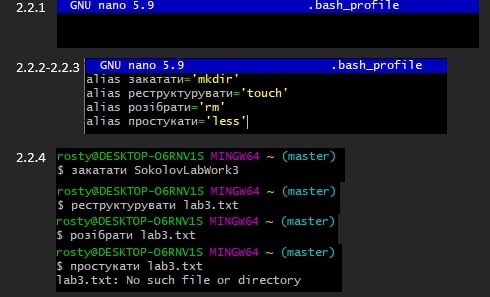 2.2.1 GNU nano 5.9 .bash_profile
2.2.2-2.2.3 GNU nano 5.9 .bash_profile
alias закатати='mkdir'
alias реструктурувати='touch'
alias розібрати='rm'
alias простукати='less'
2.2.4 rosty@DESKTOP-O6RNV1S MINGW64 ~ (master)
$ закатати SokolovLabWork3
rosty@DESKTOP-O6RNV1S MINGW64 ~ (master)
$ реструктурувати lab3.txt
rosty@DESKTOP-O6RNV1S MINGW64 ~ (master)
$ розібрати lab3.txt
rosty@DESKTOP-O6RNV1S MINGW64 ~ (master)
$ простукати lab3.txt
lab3.txt: No such file or directory